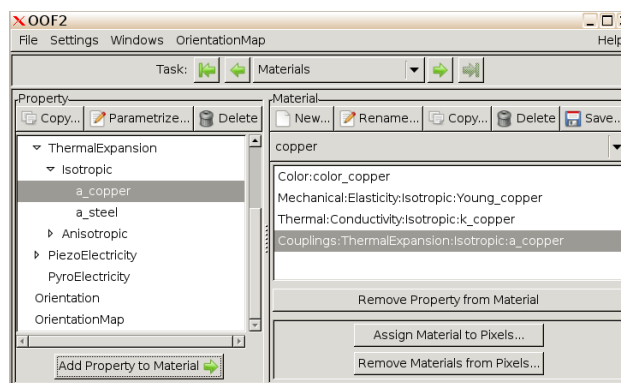 OOF2
File Settings Windows OrientationMap Help
Task: Materials
Property
Copy... Parametrize... Delete
ThermalExpansion
Isotropic
a_copper
a_steel
Anisotropic
PiezoElectricity
PyroElectricity
Orientation
OrientationMap
Add Property to Material
Material
New... Rename... Copy... Delete Save...
copper
Color:color_copper
Mechanical:Elasticity:Isotropic:Young_copper
Thermal:Conductivity:Isotropic:k_copper
Couplings:ThermalExpansion:Isotropic:a_copper
Remove Property from Material
Assign Material to Pixels...
Remove Materials from Pixels...